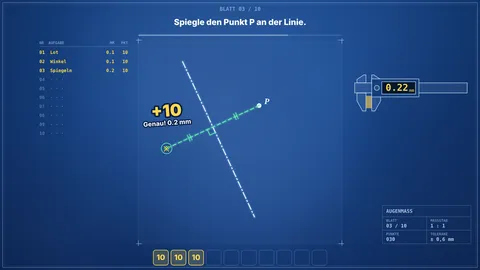 BLATT 03 / 10
Spiegle den Punkt P an der Linie.
NR AUFGABE MM PKT
01 Lot 0.1 10
02 Winkel 0.1 10
03 Spiegeln 0.2 10
04 - - -
05 - - -
06 - - -
07 - - -
08 - - -
09 - - -
10 - - -
P
+10
Genau! 0.2 mm
0.22 mm
AUGENMASS
BLATT
03 / 10
MASSSTAB
1 : 1
PUNKTE
030
TOLERANZ
± 0,6 mm
10 10 10